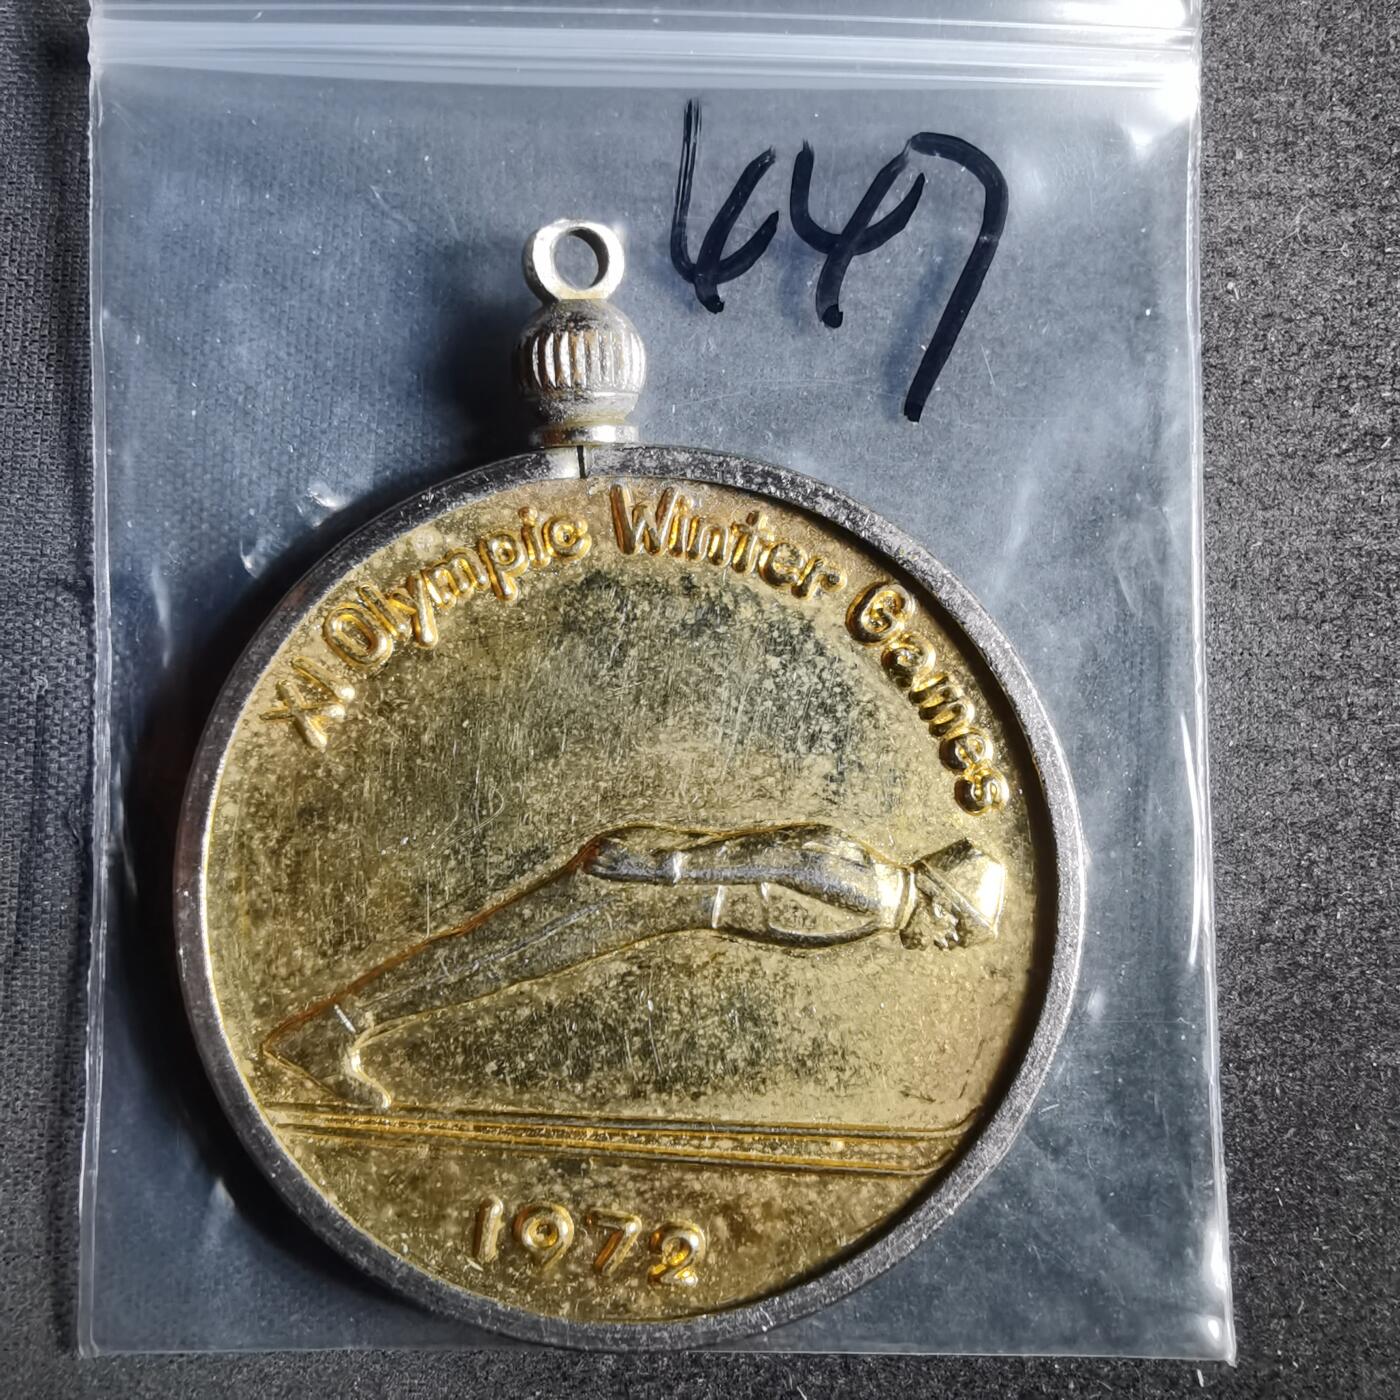 647
XI. Olympic Winter Games
1972